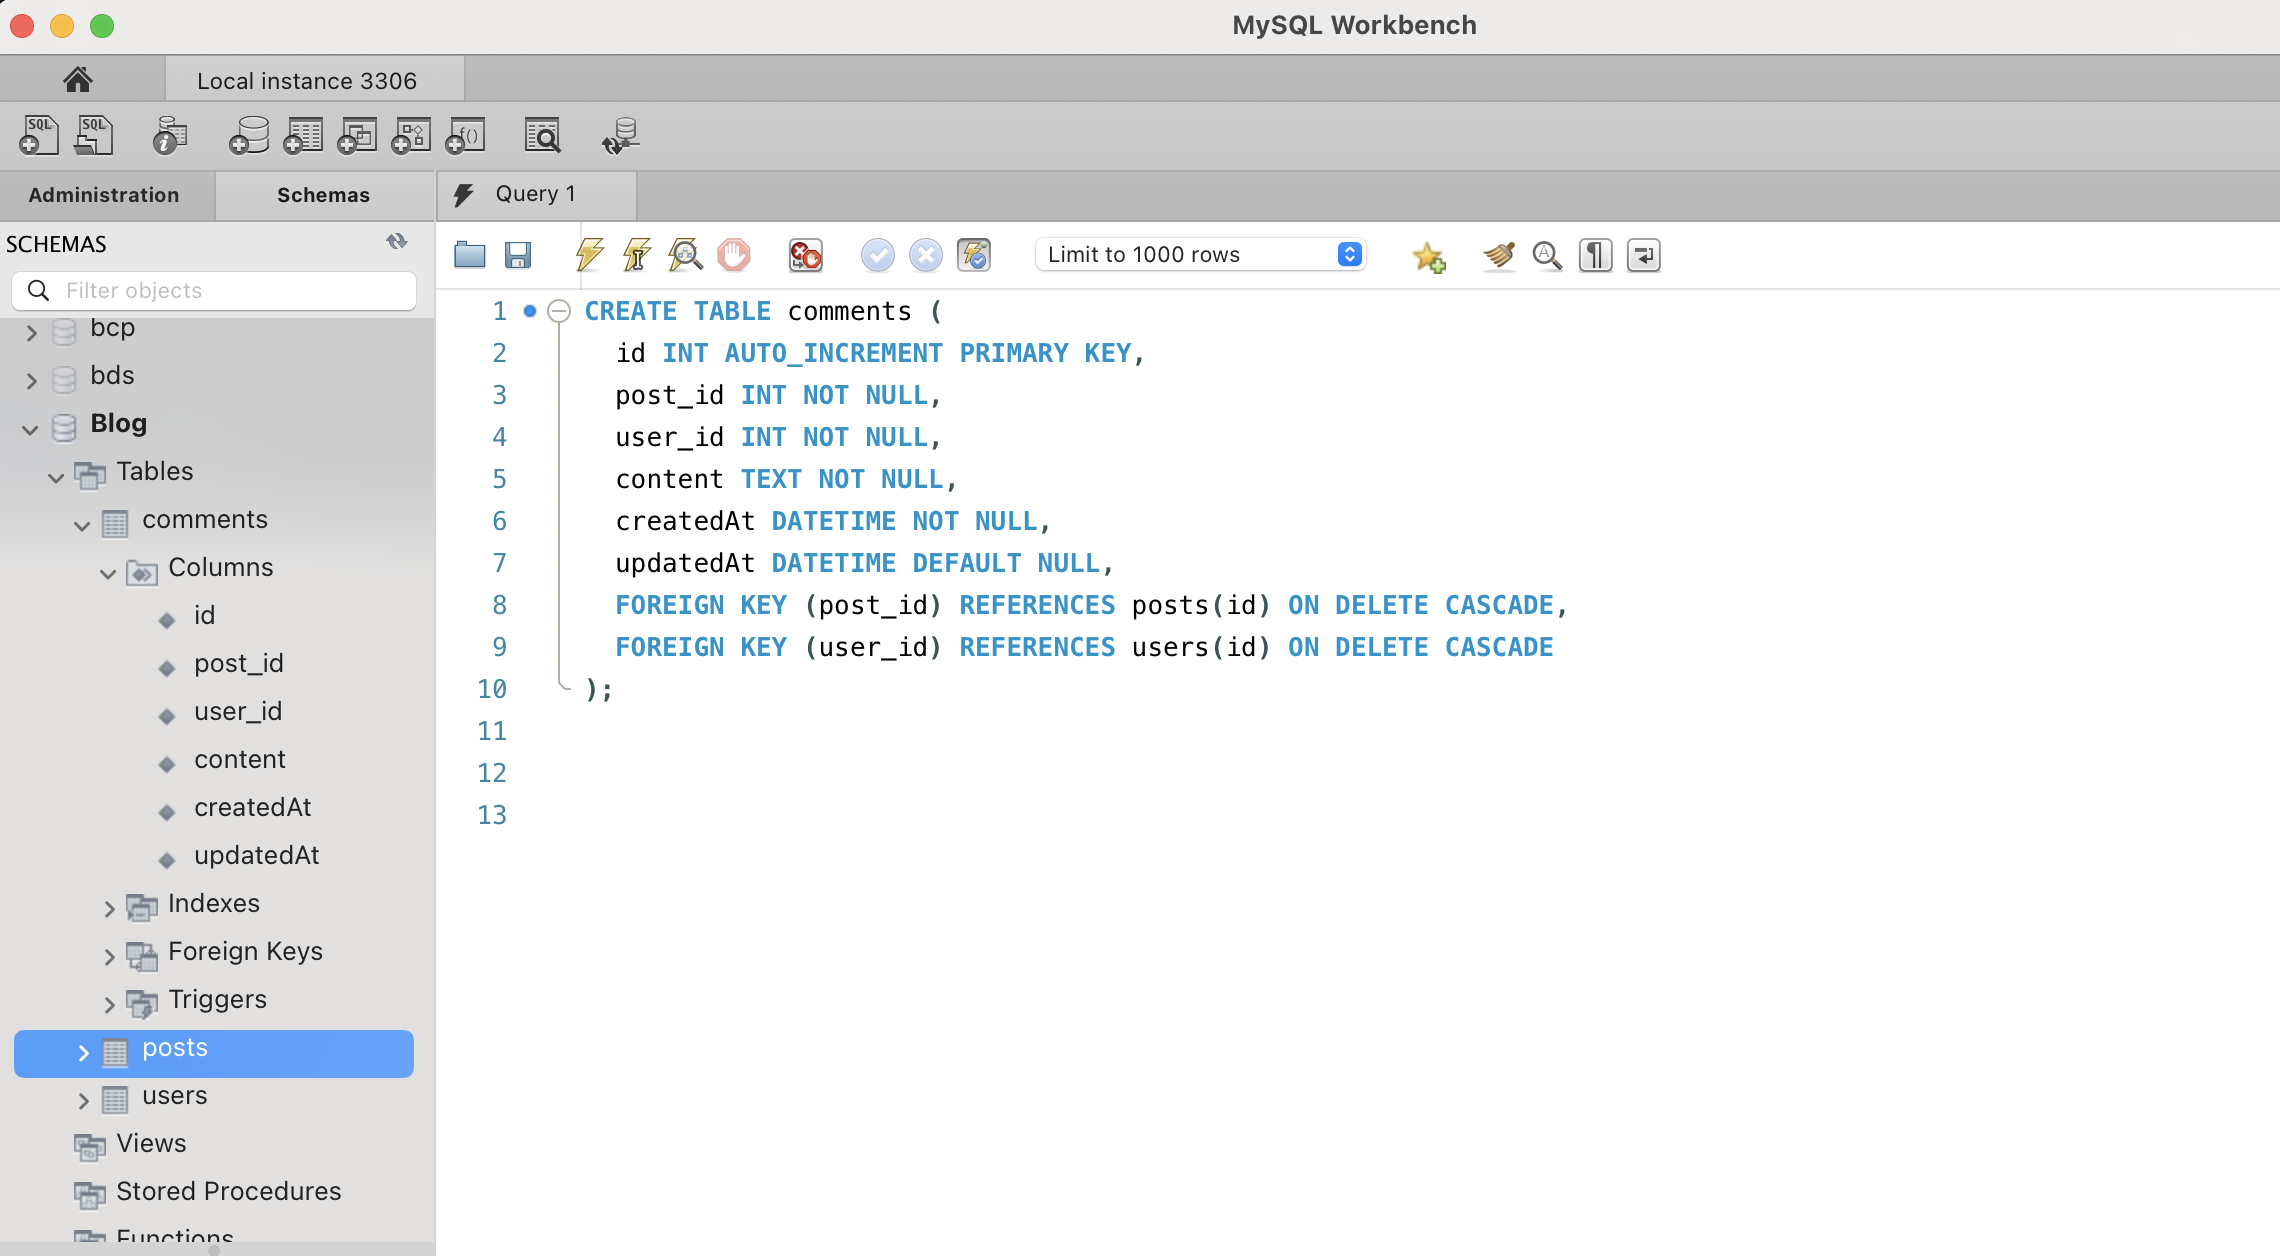 MySQL Workbench
Local instance 3306
Administration
Schemas
Query 1
SCHEMAS
Filter objects
bcp
bds
Blog
Tables
comments
Columns
id
post_id
user_id
content
createdAt
updatedAt
Indexes
Foreign Keys
Triggers
posts
users
Views
Stored Procedures
Functions
Limit to 1000 rows
1 CREATE TABLE comments (
2 id INT AUTO_INCREMENT PRIMARY KEY,
3 post_id INT NOT NULL,
4 user_id INT NOT NULL,
5 content TEXT NOT NULL,
6 createdAt DATETIME NOT NULL,
7 updatedAt DATETIME DEFAULT NULL,
8 FOREIGN KEY (post_id) REFERENCES posts(id) ON DELETE CASCADE,
9 FOREIGN KEY (user_id) REFERENCES users(id) ON DELETE CASCADE
10 );
11
12
13